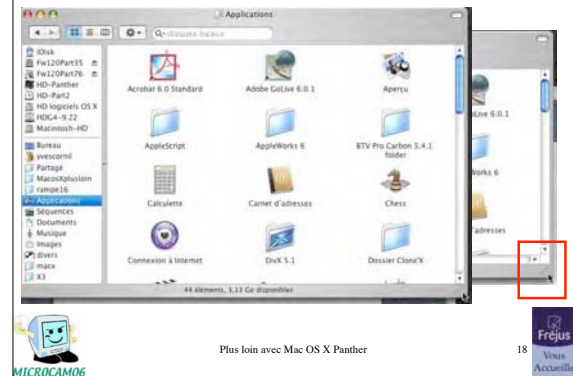 Applications
disques locaux
iDisk
Fw120Part35
Fw120Part76
HD-Panther
HD-Part2
HD logiciels OS X
HDG4-9.22
Macintosh-HD
Bureau
yvescornil
Partagé
MacosXplusloin
rampe16
Applications
Séquences
Documents
Musique
Images
divers
macx
X3
Acrobat 6.0 Standard
Adobe GoLive 6.0.1
Aperçu
AppleScript
AppleWorks 6
BTV Pro Carbon 5.4.1 folder
Calculette
Carnet d'adresses
Chess
Connexion à Internet
DivX 5.1
Dossier Clone'X
44 éléments, 3,13 Go disponibles
oLive 6.0.1
Works 6
'adresses
MICROCAM06
Plus loin avec Mac OS X Panther
18
Fréjus
Vous
Accueille